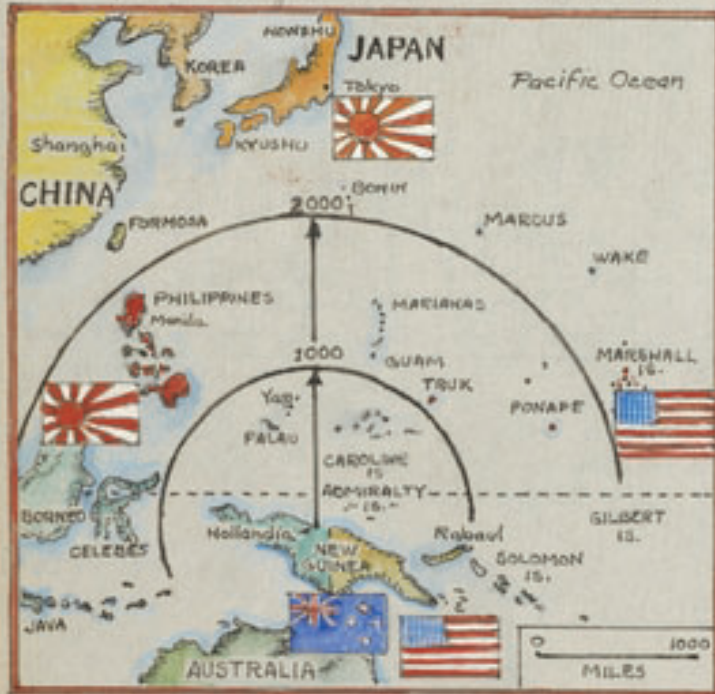 HONSHU
JAPAN
KOREA
Pacific Ocean
Tokyo
Shanghai
KYUSHU
CHINA
BONIN
2000
FORMOSA
MARCUS
WAKE
PHILIPPINES
Manila
MARIANAS
1000
GUAM
MARSHALL
IS.
TRUK
Yap
PONAPE
PALAU
CAROLINE
IS
ADMIRALTY
IS.
BORNEO
Hollandia
Rabaul
GILBERT
IS.
CELEBES
NEW
GUINEA
SOLOMON
IS.
JAVA
AUSTRALIA
0 1000
MILES